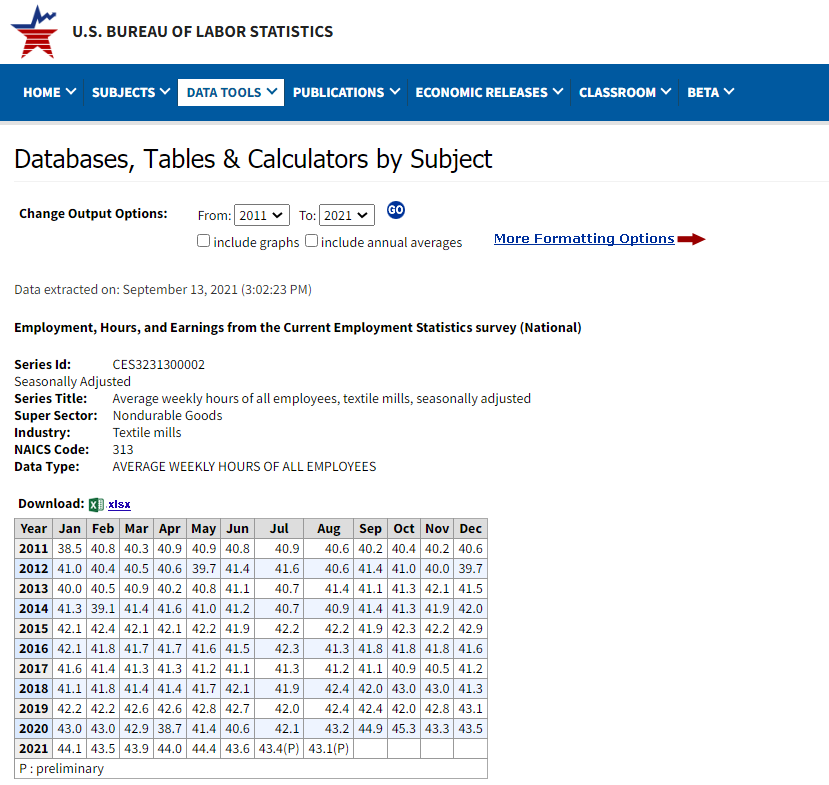 U.S. BUREAU OF LABOR STATISTICS
HOME SUBJECTS DATA TOOLS PUBLICATIONS ECONOMIC RELEASES CLASSROOM BETA
Databases, Tables & Calculators by Subject
Change Output Options: From: 2011 To: 2021 GO
include graphs include annual averages More Formatting Options
Data extracted on: September 13, 2021 (3:02:23 PM)
Employment, Hours, and Earnings from the Current Employment Statistics survey (National)
Series Id: CES3231300002
Seasonally Adjusted
Series Title: Average weekly hours of all employees, textile mills, seasonally adjusted
Super Sector: Nondurable Goods
Industry: Textile mills
NAICS Code: 313
Data Type: AVERAGE WEEKLY HOURS OF ALL EMPLOYEES
Download: X .xlsx
Year Jan Feb Mar Apr May Jun Jul Aug Sep Oct Nov Dec
2011 38.5 40.8 40.3 40.9 40.9 40.8 40.9 40.6 40.2 40.4 40.2 40.6
2012 41.0 40.4 40.5 40.6 39.7 41.4 41.6 40.6 41.4 41.0 40.0 39.7
2013 40.0 40.5 40.9 40.2 40.8 41.1 40.7 41.4 41.1 41.3 42.1 41.5
2014 41.3 39.1 41.4 41.6 41.0 41.2 40.7 40.9 41.4 41.3 41.9 42.0
2015 42.1 42.4 42.1 42.1 42.2 41.9 42.2 42.2 41.9 42.3 42.2 42.9
2016 42.1 41.8 41.7 41.7 41.6 41.5 42.3 41.3 41.8 41.8 41.8 41.6
2017 41.6 41.4 41.3 41.3 41.2 41.1 41.3 41.2 41.1 40.9 40.5 41.2
2018 41.1 41.8 41.4 41.4 41.7 42.1 41.9 42.4 42.0 43.0 43.0 41.3
2019 42.2 42.2 42.6 42.6 42.8 42.7 42.0 42.4 42.4 42.0 42.8 43.1
2020 43.0 43.0 42.9 38.7 41.4 40.6 42.1 43.2 44.9 45.3 43.3 43.5
2021 44.1 43.5 43.9 44.0 44.4 43.6 43.4(P) 43.1(P)
P : preliminary